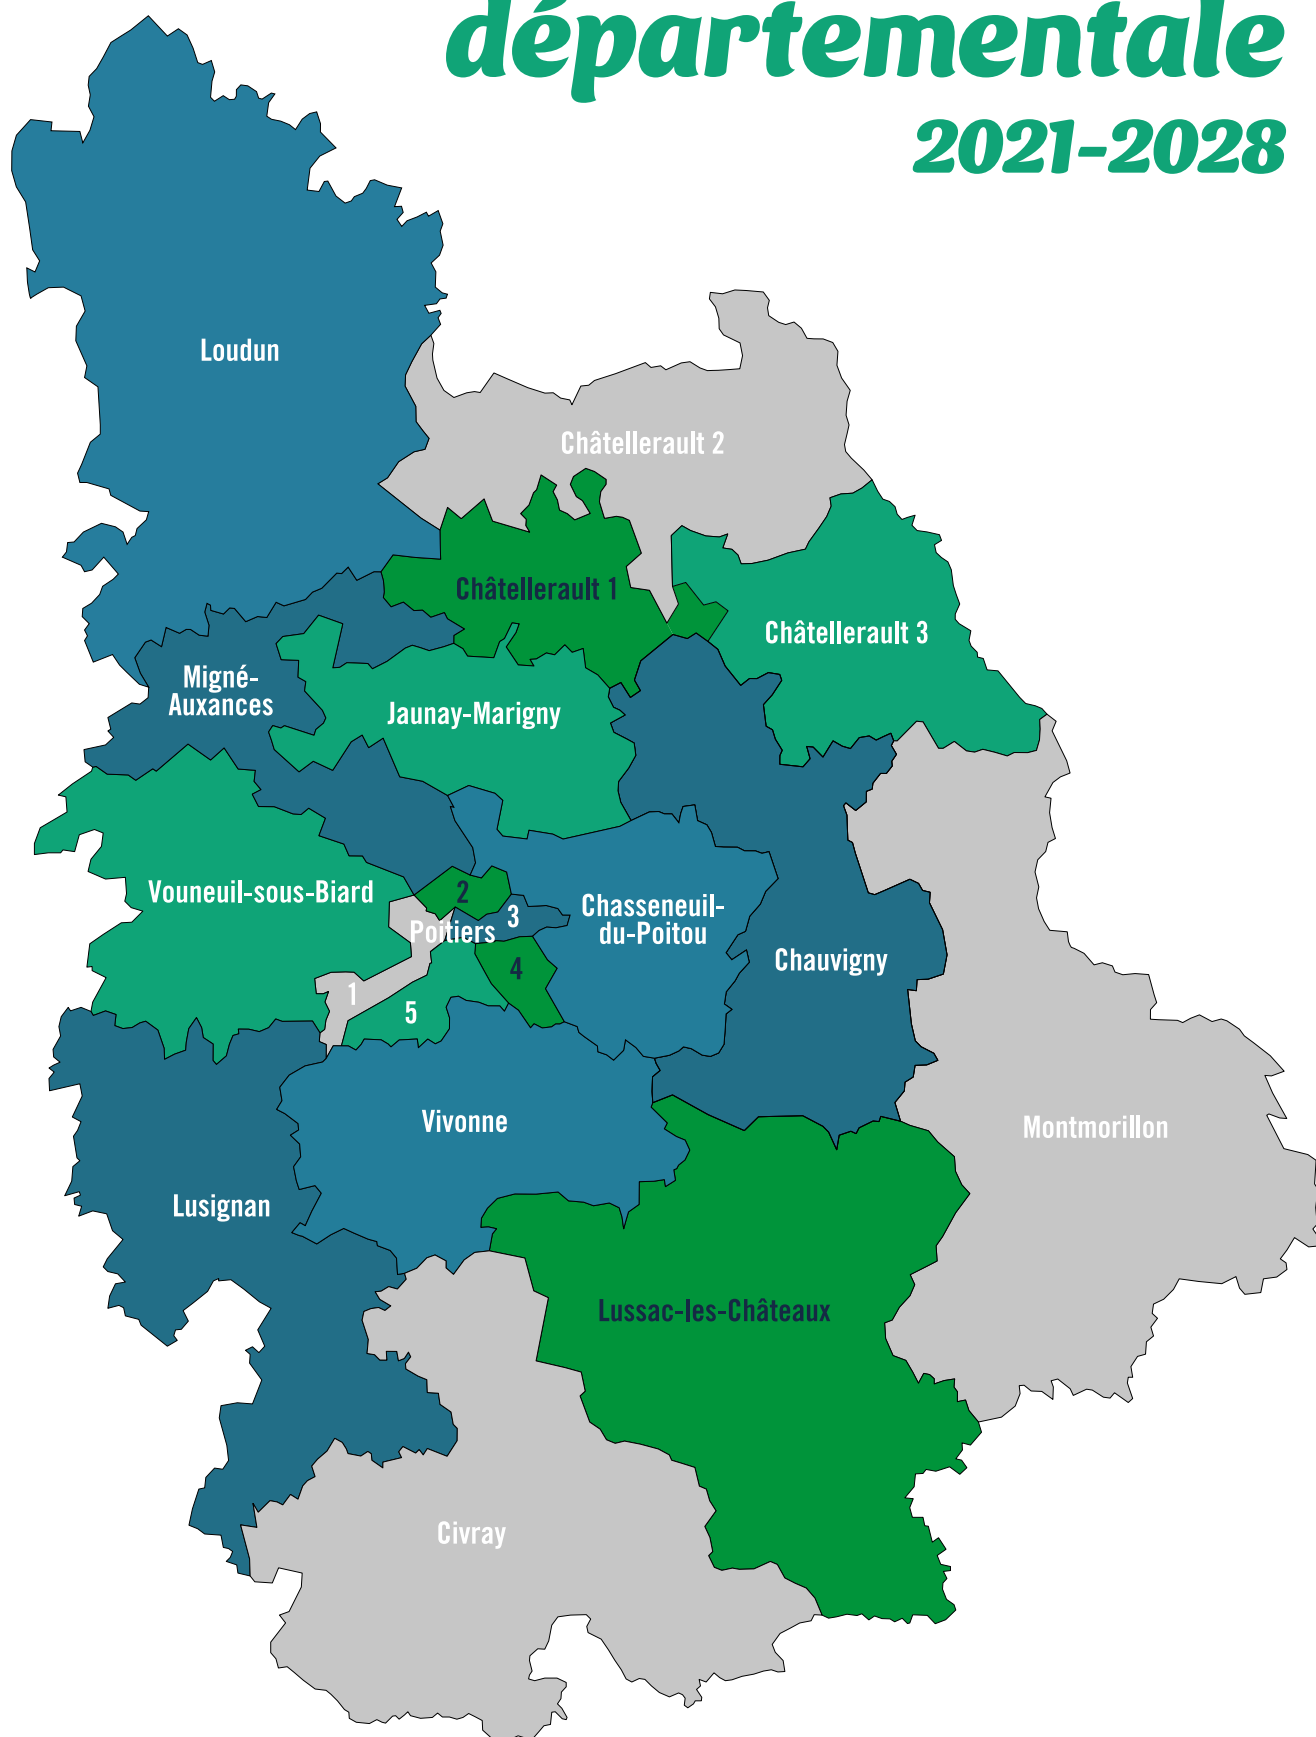 départementale
2021-2028
Loudun
Châtellerault 2
Châtellerault 1
Châtellerault 3
Migné-
Auxances
Jaunay-Marigny
Vouneuil-sous-Biard
2
3
Poitiers
Chasseneuil-
du-Poitou
Chauvigny
4
1
5
Vivonne
Montmorillon
Lusignan
Lussac-les-Châteaux
Civray